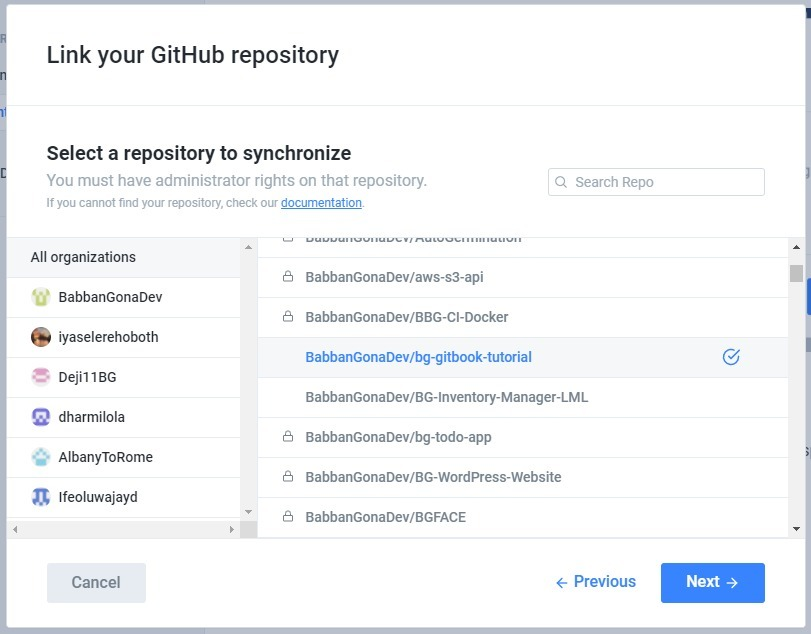 Link your GitHub repository
Select a repository to synchronize
You must have administrator rights on that repository.
If you cannot find your repository, check our documentation.
Search Repo
All organizations
BabbanGonaDev
iyaselerehoboth
Deji11BG
dharmilola
AlbanyToRome
Ifeoluwajayd
BabbanGonaDev/AutoGermination
BabbanGonaDev/aws-s3-api
BabbanGonaDev/BBG-CI-Docker
BabbanGonaDev/bg-gitbook-tutorial
BabbanGonaDev/BG-Inventory-Manager-LML
BabbanGonaDev/bg-todo-app
BabbanGonaDev/BG-WordPress-Website
BabbanGonaDev/BGFACE
Cancel
← Previous
Next →